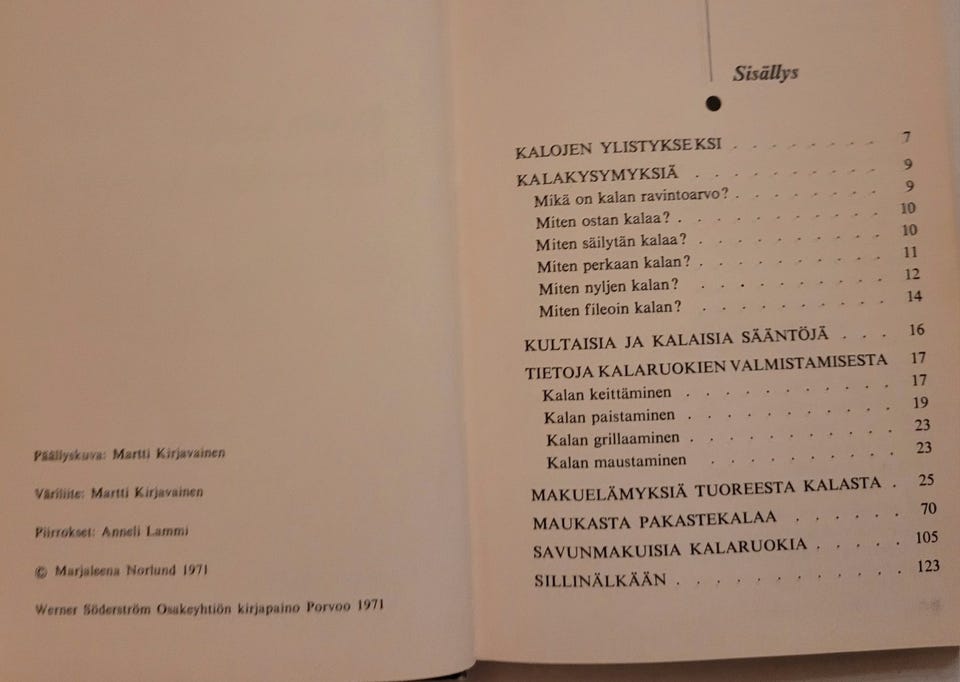 Päällyskuva: Martti Kirjavainen
Väriliite: Martti Kirjavainen
Piirrokset: Anneli Lammi
© Marjaleena Norlund 1971
Werner Söderström Osakeyhtiön kirjapaino Porvoo 1971
Sisällys
KALOJEN YLISTYKSEKSI . . . . . . . 7
KALAKYSYMYKSIÄ . . . . . . . . . 9
Mikä on kalan ravintoarvo? . . . . . . . 9
Miten ostan kalaa? . . . . . . . . . . 10
Miten säilytän kalaa? . . . . . . . . . 10
Miten perkaan kalan? . . . . . . . . . 11
Miten nyljen kalan? . . . . . . . . . 12
Miten fileoin kalan? . . . . . . . . . 14
KULTAISIA JA KALAISIA SÄÄNTÖJÄ . . . 16
TIETOJA KALARUOKIEN VALMISTAMISESTA 17
Kalan keittäminen . . . . . . . . . . 17
Kalan paistaminen . . . . . . . . . . 19
Kalan grillaaminen . . . . . . . . . . 23
Kalan maustaminen . . . . . . . . . 23
MAKUELÄMYKSIÄ TUOREESTA KALASTA . 25
MAUKASTA PAKASTEKALAA . . . . . . 70
SAVUNMAKUISIA KALARUOKIA . . . . . 105
SILLINÄLKÄÄN . . . . . . . . . . . 123